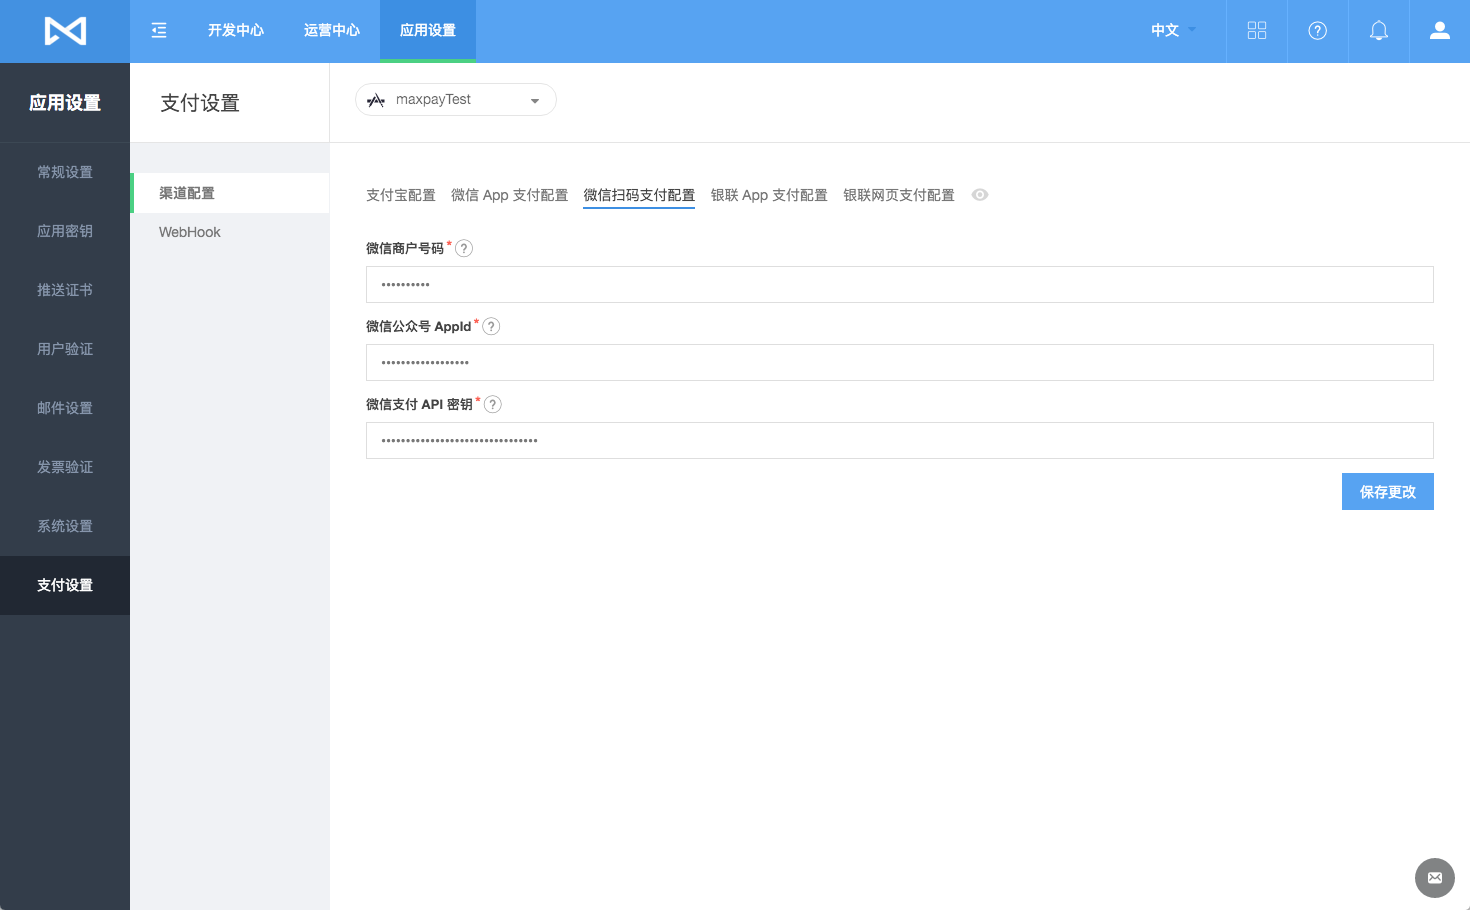 开发中心 运营中心 应用设置 中文
应用设置
常规设置
应用密钥
推送证书
用户验证
邮件设置
发票验证
系统设置
支付设置
支付设置
渠道配置
WebHook
maxpayTest
支付宝配置 微信 App 支付配置 微信扫码支付配置 银联 App 支付配置 银联网页支付配置
微信商户号码 * ?
••••••••••
微信公众号 AppId * ?
••••••••••••••••••
微信支付 API 密钥 * ?
••••••••••••••••••••••••••••••••
保存更改